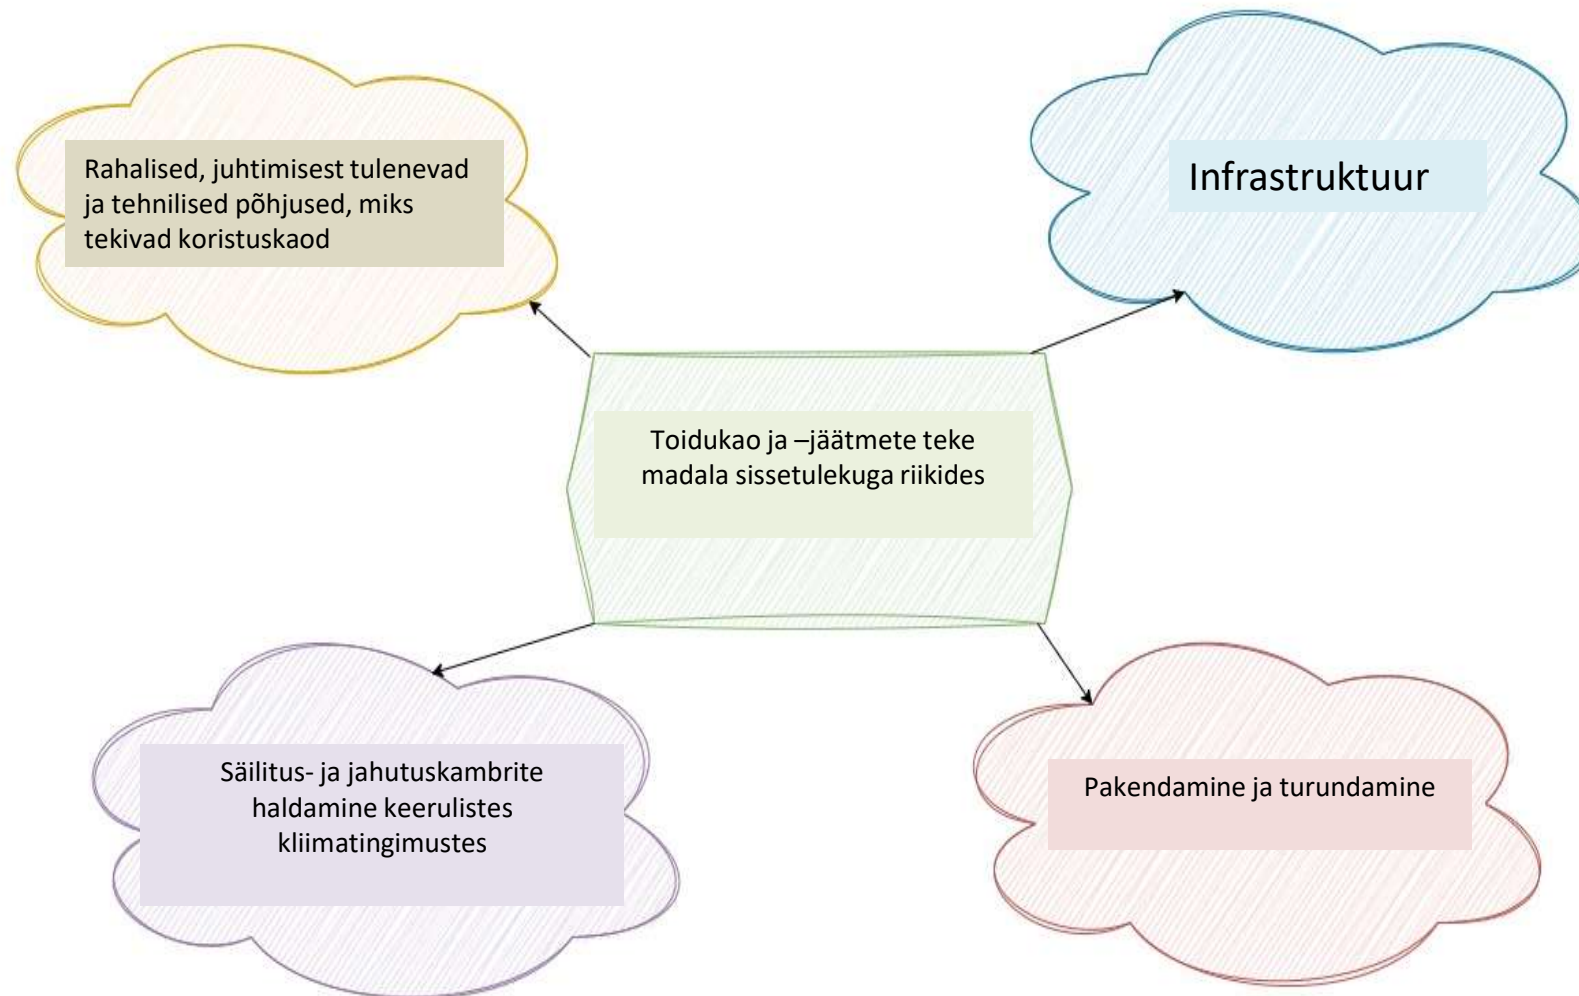 Rahalised, juhtimisest tulenevad
ja tehnilised põhjused, miks
tekivad koristuskaod
Infrastruktuur
Toidukao ja –jäätmete teke
madala sissetulekuga riikides
Säilitus- ja jahutuskambrite
haldamine keerulistes
kliimatingimustes
Pakendamine ja turundamine